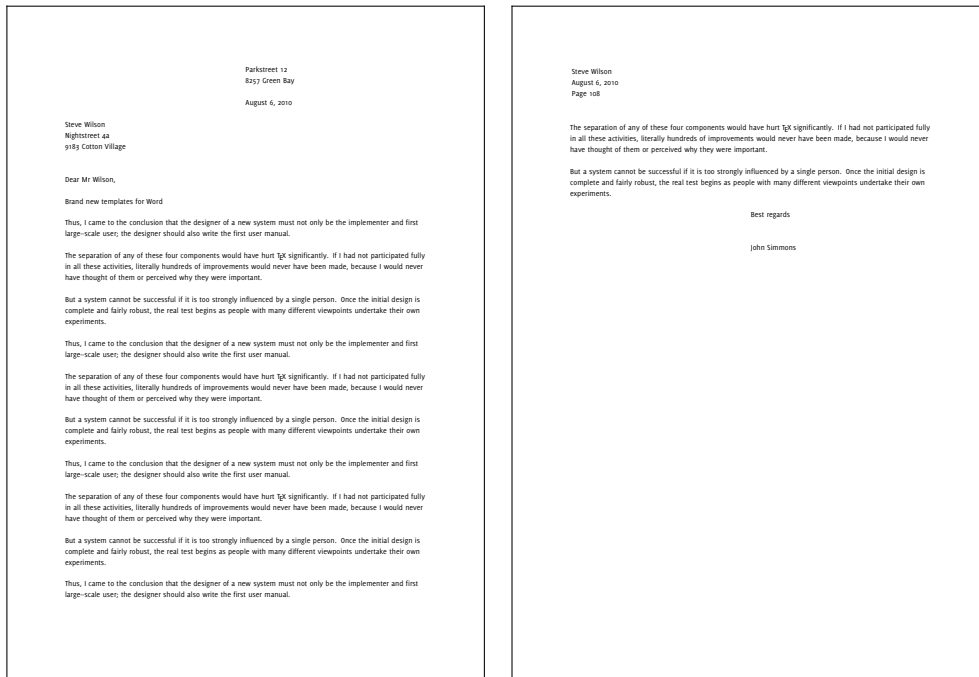 Parkstreet 12
8257 Green Bay
August 6, 2010
Steve Wilson
Nightstreet 4a
9183 Cotton Village
Dear Mr Wilson,
Brand new templates for Word
Thus, I came to the conclusion that the designer of a new system must not only be the implementer and first
large-scale user; the designer should also write the first user manual.
The separation of any of these four components would have hurt TEX significantly. If I had not participated fully
in all these activities, literally hundreds of improvements would never have been made, because I would never
have thought of them or perceived why they were important.
But a system cannot be successful if it is too strongly influenced by a single person. Once the initial design is
complete and fairly robust, the real test begins as people with many different viewpoints undertake their own
experiments.
Thus, I came to the conclusion that the designer of a new system must not only be the implementer and first
large-scale user; the designer should also write the first user manual.
The separation of any of these four components would have hurt TEX significantly. If I had not participated fully
in all these activities, literally hundreds of improvements would never have been made, because I would never
have thought of them or perceived why they were important.
But a system cannot be successful if it is too strongly influenced by a single person. Once the initial design is
complete and fairly robust, the real test begins as people with many different viewpoints undertake their own
experiments.
Thus, I came to the conclusion that the designer of a new system must not only be the implementer and first
large-scale user; the designer should also write the first user manual.
The separation of any of these four components would have hurt TEX significantly. If I had not participated fully
in all these activities, literally hundreds of improvements would never have been made, because I would never
have thought of them or perceived why they were important.
But a system cannot be successful if it is too strongly influenced by a single person. Once the initial design is
complete and fairly robust, the real test begins as people with many different viewpoints undertake their own
experiments.
Thus, I came to the conclusion that the designer of a new system must not only be the implementer and first
large-scale user; the designer should also write the first user manual.
Steve Wilson
August 6, 2010
Page 108
The separation of any of these four components would have hurt TEX significantly. If I had not participated fully
in all these activities, literally hundreds of improvements would never have been made, because I would never
have thought of them or perceived why they were important.
But a system cannot be successful if it is too strongly influenced by a single person. Once the initial design is
complete and fairly robust, the real test begins as people with many different viewpoints undertake their own
experiments.
Best regards
John Simmons